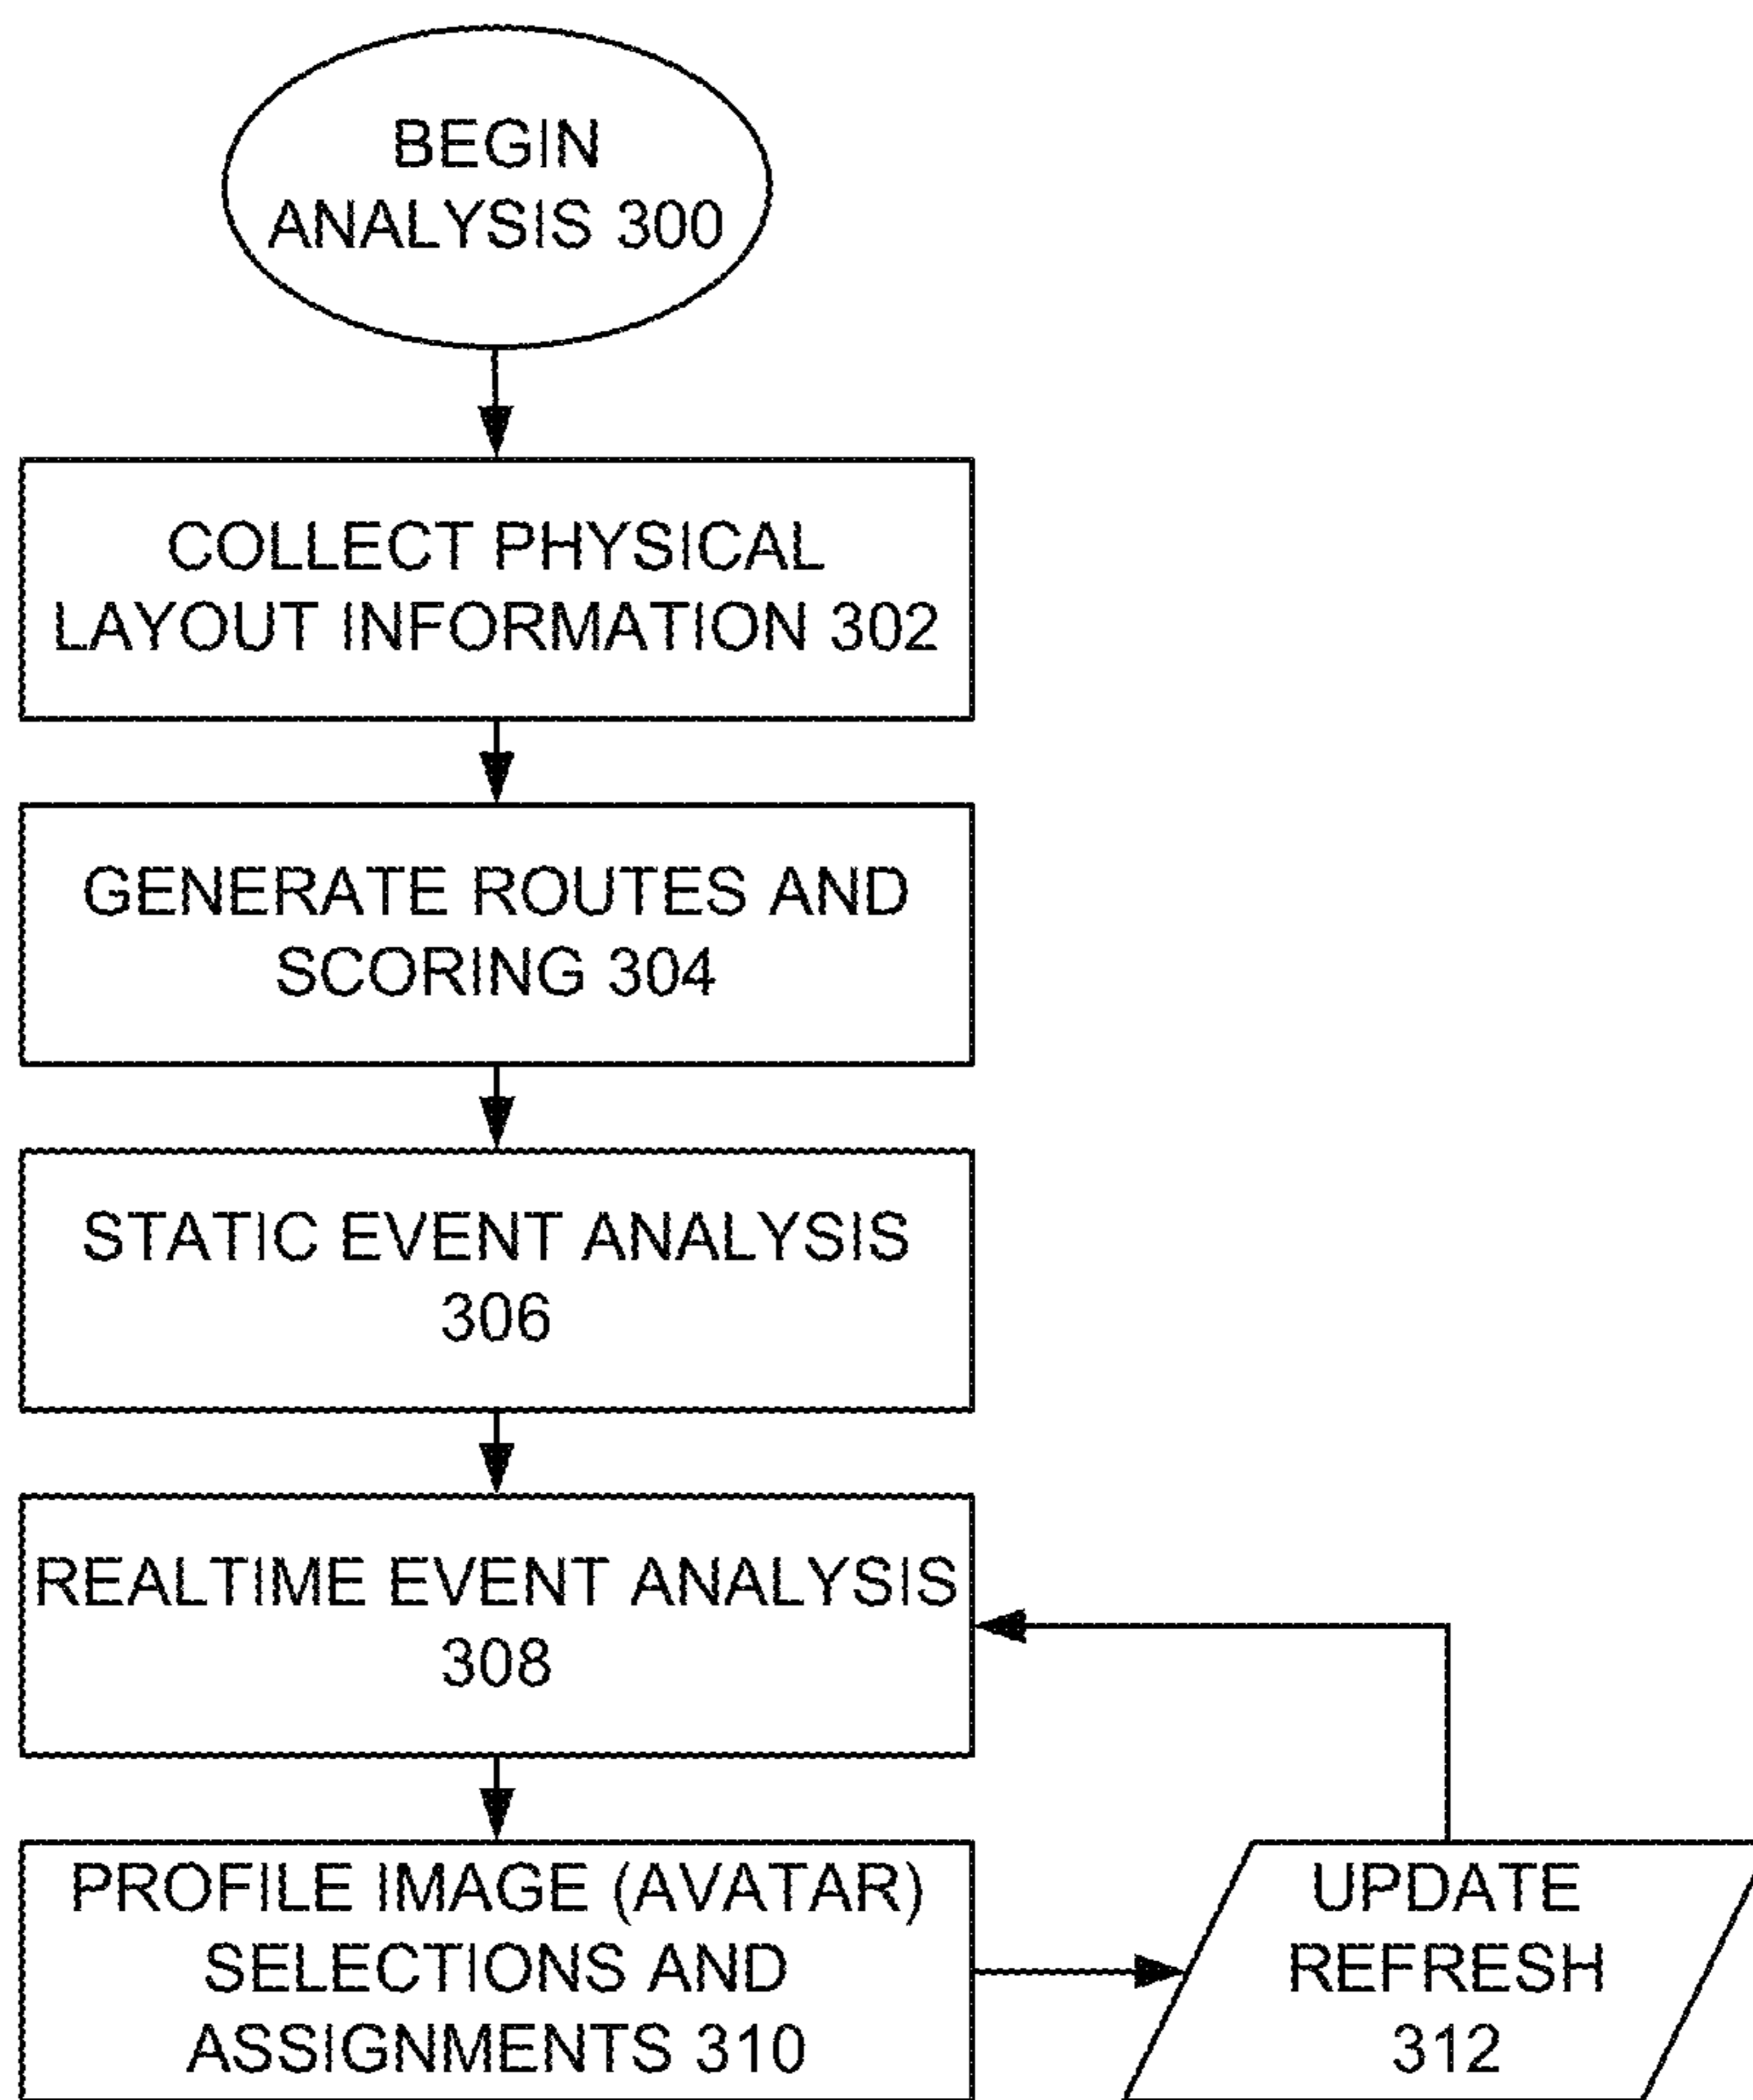 BEGIN
ANALYSIS 300
COLLECT PHYSICAL
LAYOUT INFORMATION 302
GENERATE ROUTES AND
SCORING 304
STATIC EVENT ANALYSIS
306
REALTIME EVENT ANALYSIS
308
PROFILE IMAGE (AVATAR)
SELECTIONS AND
ASSIGNMENTS 310
UPDATE
REFRESH
312